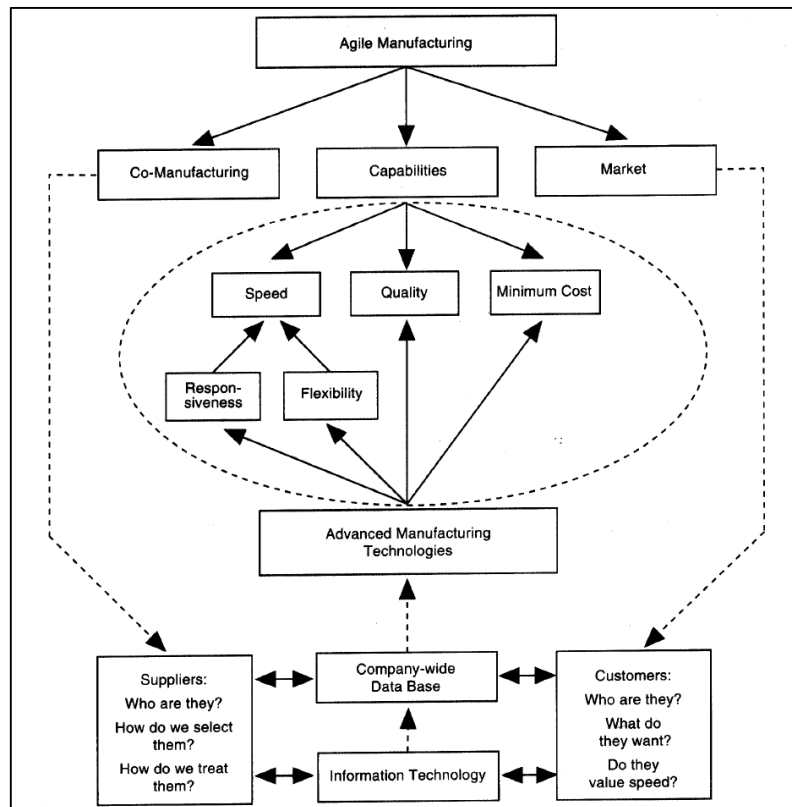 Agile Manufacturing
Co-Manufacturing
Capabilities
Market
Speed
Quality
Minimum Cost
Respon-
siveness
Flexibility
Advanced Manufacturing
Technologies
Suppliers:
Who are they?
How do we select
them?
How do we treat
them?
Company-wide
Data Base
Information Technology
Customers:
Who are they?
What do
they want?
Do they
value speed?